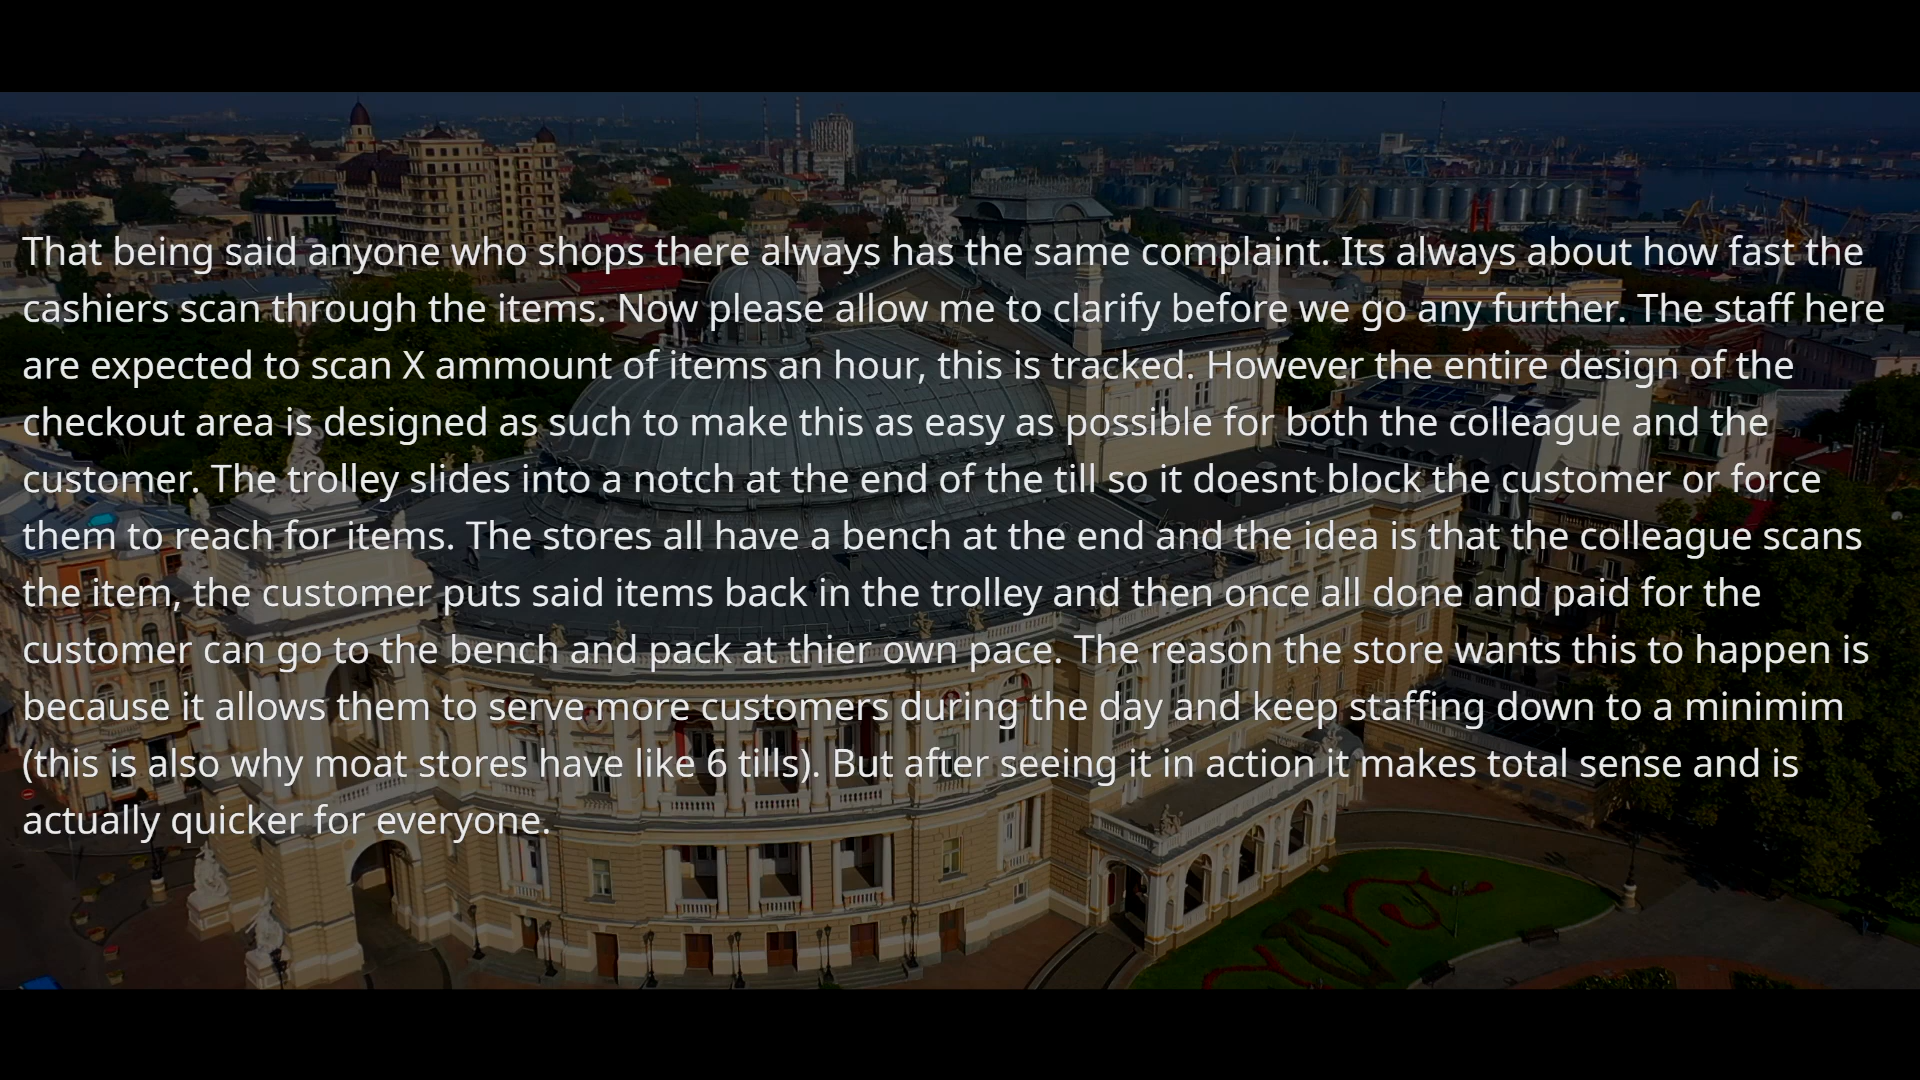 That being said anyone who shops there always has the same complaint. Its always about how fast the
cashiers scan through the items. Now please allow me to clarify before we go any further. The staff here
are expected to scan X ammount of items an hour, this is tracked. However the entire design of the
checkout area is designed as such to make this as easy as possible for both the colleague and the
customer. The trolley slides into a notch at the end of the till so it doesnt block the customer or force
them to reach for items. The stores all have a bench at the end and the idea is that the colleague scans
the item, the customer puts said items back in the trolley and then once all done and paid for the
customer can go to the bench and pack at thier own pace. The reason the store wants this to happen is
because it allows them to serve more customers during the day and keep staffing down to a minimim
(this is also why moat stores have like 6 tills). But after seeing it in action it makes total sense and is
actually quicker for everyone.